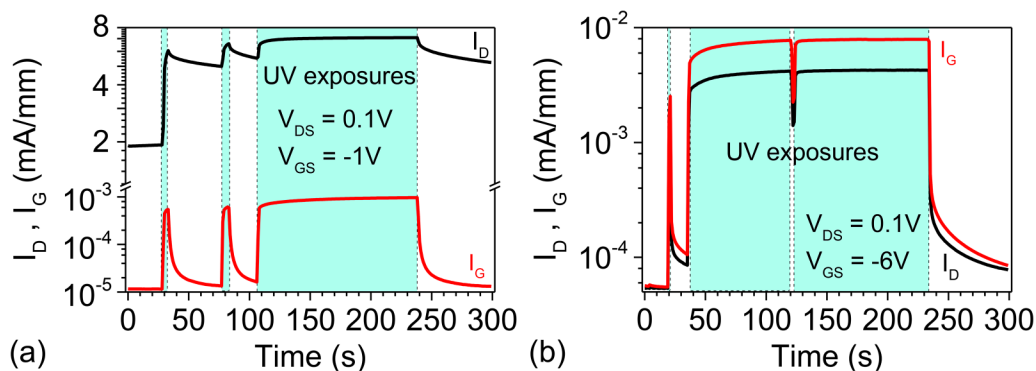 8
6
4
2
10⁻³
10⁻⁴
10⁻⁵
I_D , I_G (mA/mm)
I_D
UV exposures
V_DS = 0.1V
V_GS = -1V
I_G
0 50 100 150 200 250 300
Time (s)
(a)
10⁻²
10⁻³
10⁻⁴
I_D, I_G (mA/mm)
I_G
UV exposures
V_DS = 0.1V
V_GS = -6V
I_D
0 50 100 150 200 250 300
Time (s)
(b)